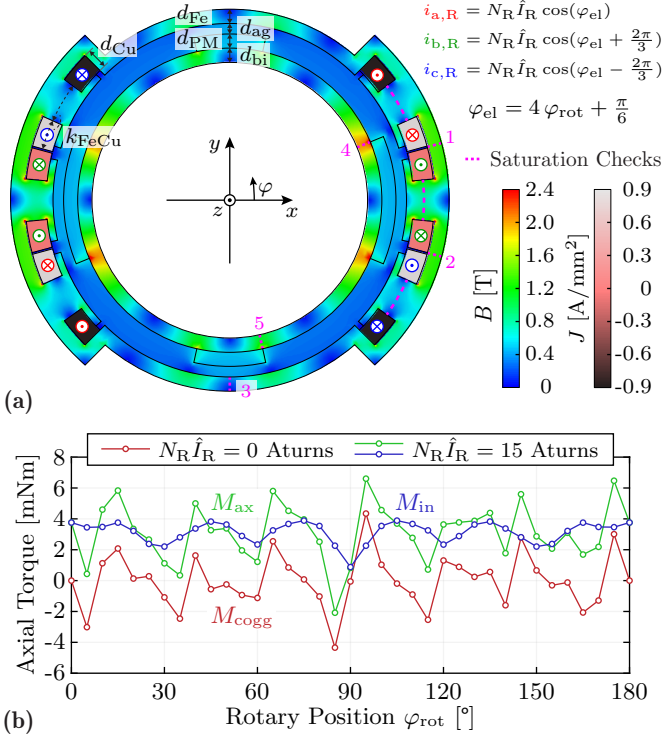 d_Fe
d_ag
d_PM
d_bi
d_Cu
k_FeCu
y
φ
z
x
1
2
3
4
5
i_a,R = N_R Î_R cos(φ_el)
i_b,R = N_R Î_R cos(φ_el + 2π/3)
i_c,R = N_R Î_R cos(φ_el − 2π/3)
φ_el = 4 φ_rot + π/6
Saturation Checks
B [T]
2.4
2.0
1.6
1.2
0.8
0.4
0
J [A/mm²]
0.9
0.6
0.3
0
-0.3
-0.6
-0.9
(a)
N_R Î_R = 0 Aturns
N_R Î_R = 15 Aturns
M_ax
M_in
M_cogg
Axial Torque [mNm]
8
6
4
2
0
-2
-4
-6
0 30 60 90 120 150 180
Rotary Position φ_rot [°]
(b)